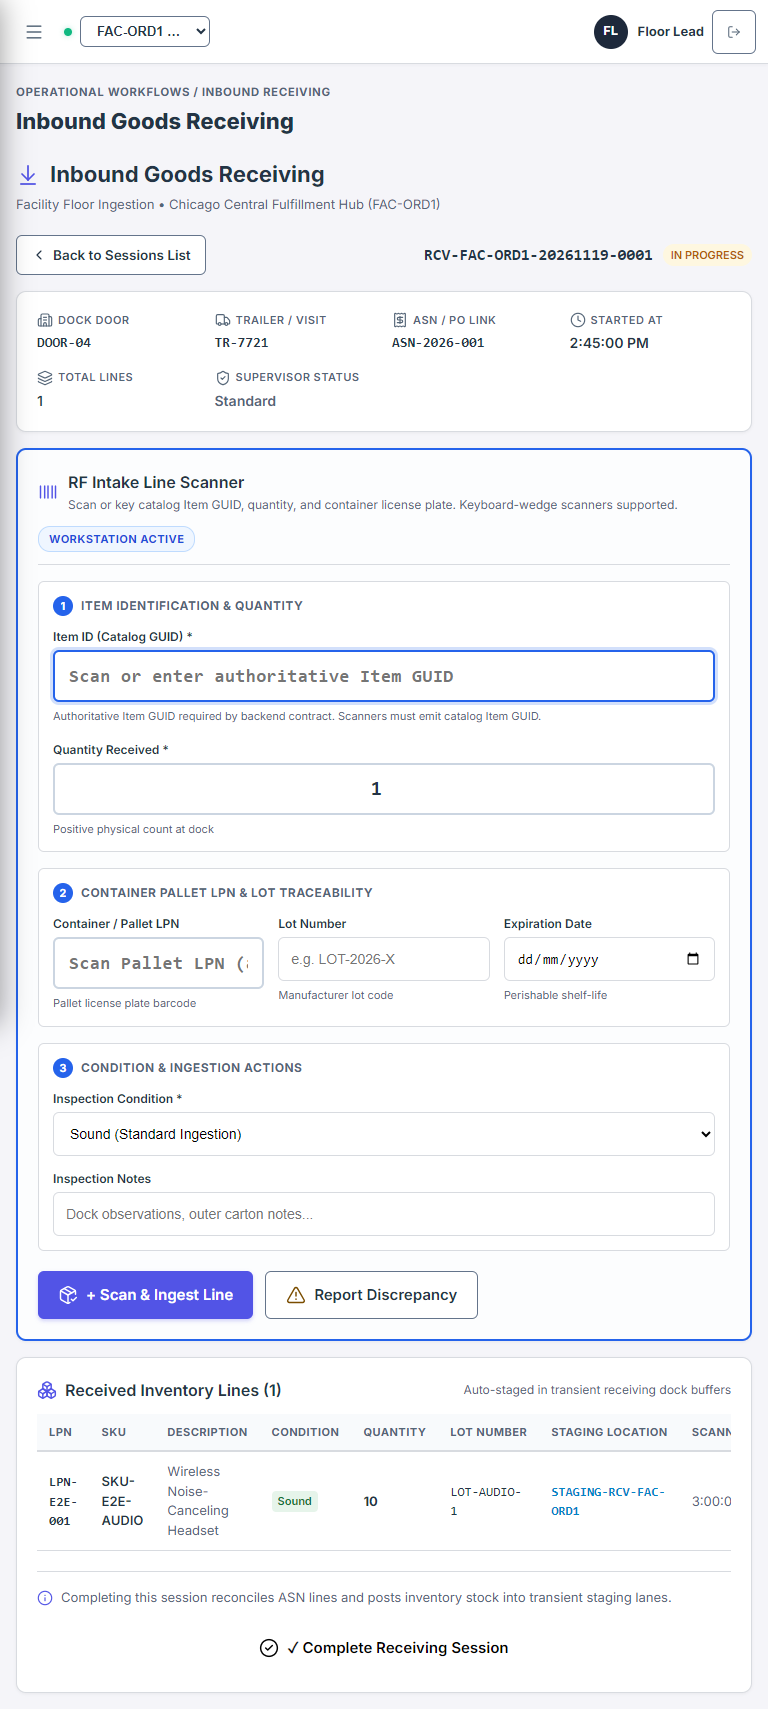 FAC-ORD1 ...
FL
Floor Lead
OPERATIONAL WORKFLOWS / INBOUND RECEIVING
Inbound Goods Receiving
Inbound Goods Receiving
Facility Floor Ingestion • Chicago Central Fulfillment Hub (FAC-ORD1)
Back to Sessions List
RCV-FAC-ORD1-20261119-0001
IN PROGRESS
DOCK DOOR
DOOR-04
TRAILER / VISIT
TR-7721
ASN / PO LINK
ASN-2026-001
STARTED AT
2:45:00 PM
TOTAL LINES
1
SUPERVISOR STATUS
Standard
RF Intake Line Scanner
Scan or key catalog Item GUID, quantity, and container license plate. Keyboard-wedge scanners supported.
WORKSTATION ACTIVE
1 ITEM IDENTIFICATION & QUANTITY
Item ID (Catalog GUID) *
Scan or enter authoritative Item GUID
Authoritative Item GUID required by backend contract. Scanners must emit catalog Item GUID.
Quantity Received *
1
Positive physical count at dock
2 CONTAINER PALLET LPN & LOT TRACEABILITY
Container / Pallet LPN
Scan Pallet LPN (
Pallet license plate barcode
Lot Number
e.g. LOT-2026-X
Manufacturer lot code
Expiration Date
dd/mm/yyyy
Perishable shelf-life
3 CONDITION & INGESTION ACTIONS
Inspection Condition *
Sound (Standard Ingestion)
Inspection Notes
Dock observations, outer carton notes...
+ Scan & Ingest Line
Report Discrepancy
Received Inventory Lines (1)
Auto-staged in transient receiving dock buffers
LPN SKU DESCRIPTION CONDITION QUANTITY LOT NUMBER STAGING LOCATION SCANN
LPN-
E2E-
001
SKU-
E2E-
AUDIO
Wireless
Noise-
Canceling
Headset
Sound
10
LOT-AUDIO-
1
STAGING-RCV-FAC-
ORD1
3:00:0
Completing this session reconciles ASN lines and posts inventory stock into transient staging lanes.
✓ Complete Receiving Session